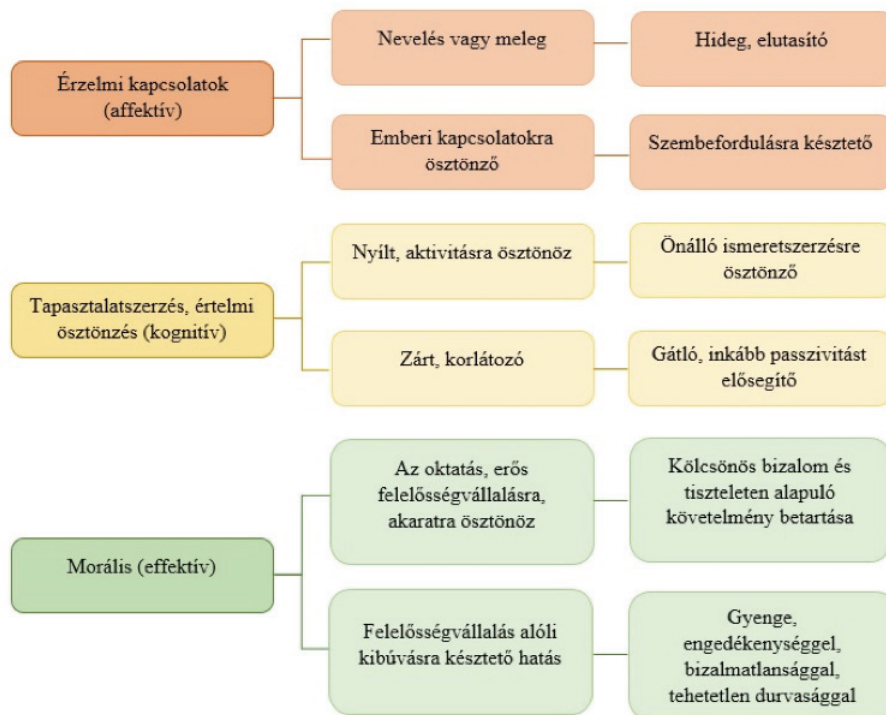 Érzelmi kapcsolatok
(affektív)
Nevelés vagy meleg
Hideg, elutasító
Emberi kapcsolatokra
ösztönző
Szembefordulásra késztető
Tapasztalatszerzés, értelmi
ösztönzés (kognitív)
Nyílt, aktivitásra ösztönöz
Önálló ismeretszerzésre
ösztönző
Zárt, korlátozó
Gátló, inkább passzivitást
elősegítő
Morális (effektív)
Az oktatás, erős
felelősségvállalásra,
akaratra ösztönöz
Kölcsönös bizalom és
tiszteleten alapuló
követelmény betartása
Felelősségvállalás alóli
kibúvásra késztető hatás
Gyenge,
engedékenységgel,
bizalmatlansággal,
tehetetlen durvasággal